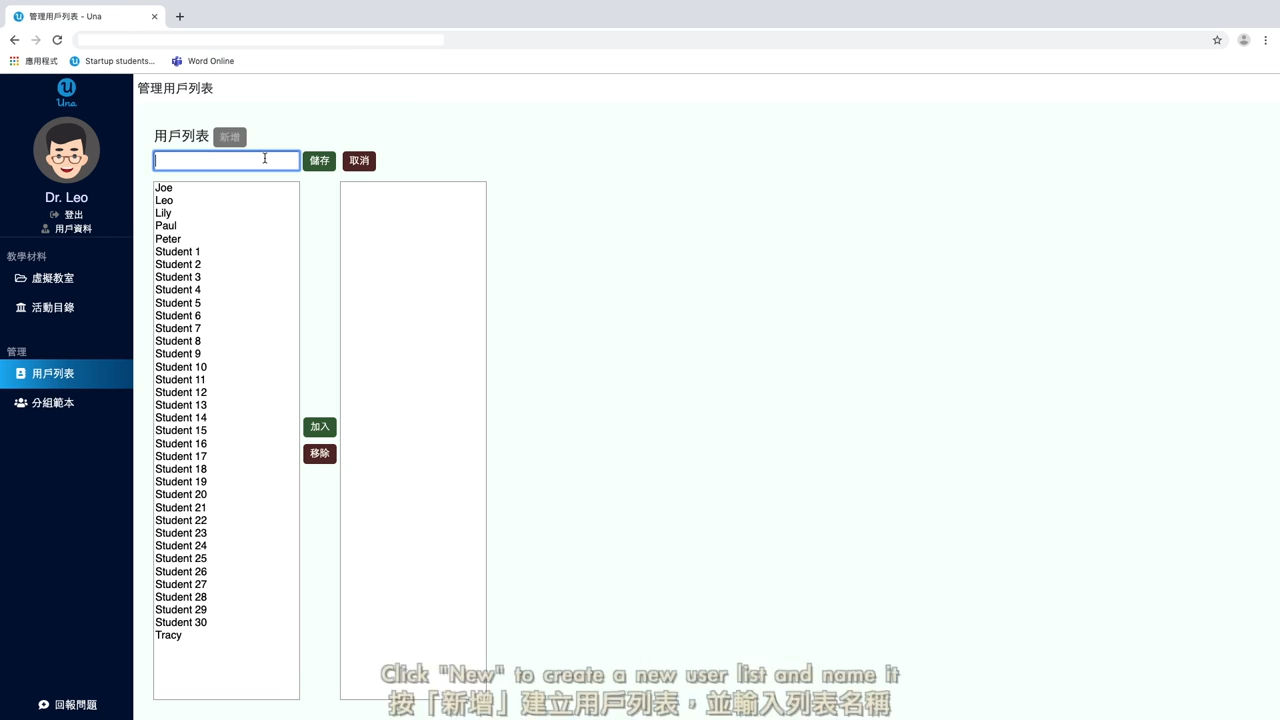 管理用戶列表 - Una
應用程式
Startup students...
Word Online
Una
管理用戶列表
Dr. Leo
登出
用戶資料
教學材料
虛擬教室
活動目錄
管理
用戶列表
分組範本
回報問題
用戶列表 新增
儲存 取消
Joe
Leo
Lily
Paul
Peter
Student 1
Student 2
Student 3
Student 4
Student 5
Student 6
Student 7
Student 8
Student 9
Student 10
Student 11
Student 12
Student 13
Student 14
Student 15
Student 16
Student 17
Student 18
Student 19
Student 20
Student 21
Student 22
Student 23
Student 24
Student 25
Student 26
Student 27
Student 28
Student 29
Student 30
Tracy
加入
移除
Click "New" to create a new user list and name it
按「新增」建立用戶列表，並輸入列表名稱